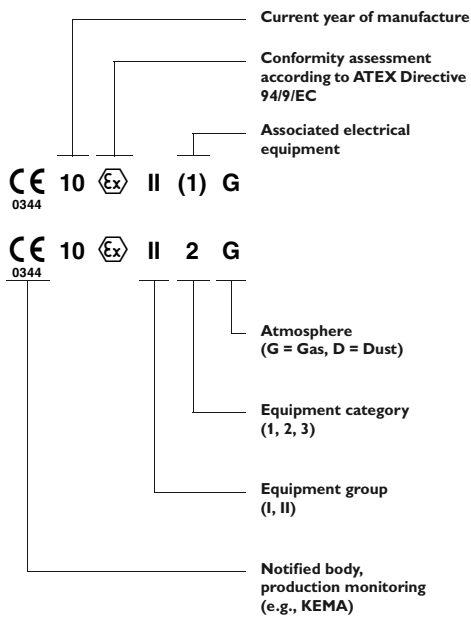 Current year of manufacture
Conformity assessment
according to ATEX Directive
94/9/EC
Associated electrical
equipment
CE 10 Ex II (1) G
0344
CE 10 Ex II 2 G
0344
Atmosphere
(G = Gas, D = Dust)
Equipment category
(1, 2, 3)
Equipment group
(I, II)
Notified body,
production monitoring
(e.g., KEMA)